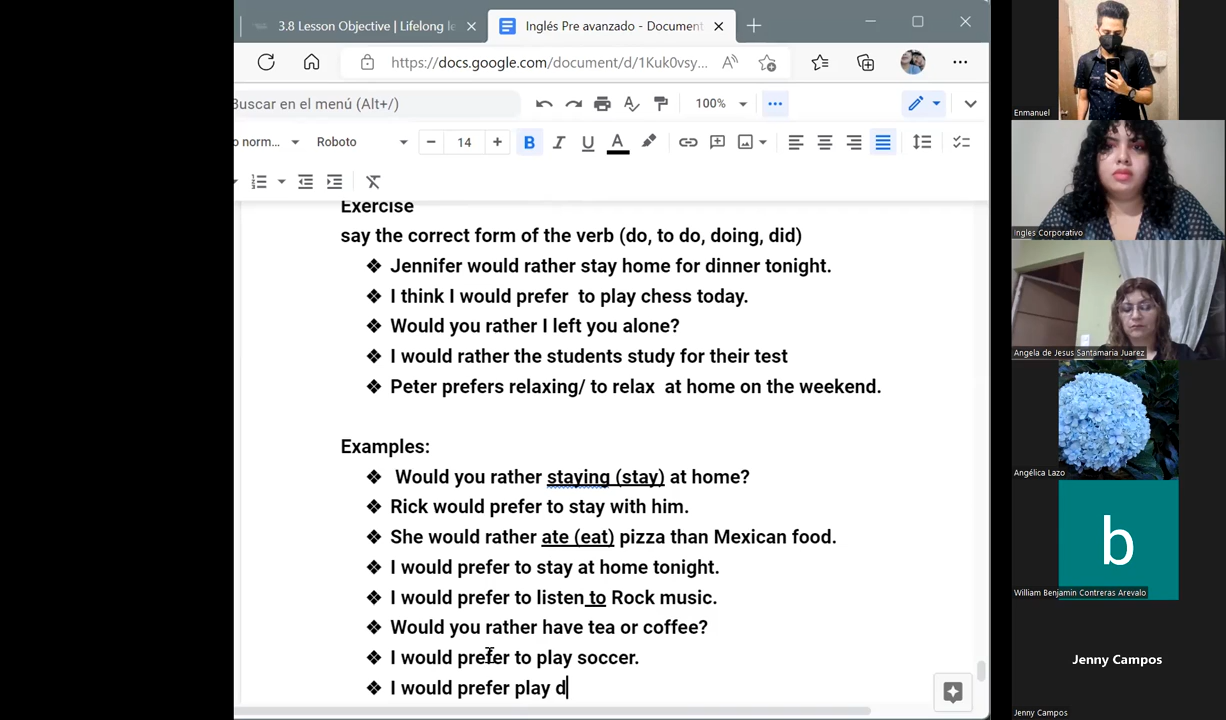 3.8 Lesson Objective | Lifelong le
Inglés Pre avanzado - Document
https://docs.google.com/document/d/1Kuk0vsy...
Buscar en el menú (Alt+/)
100%
o norm...
Roboto
14
Exercise
say the correct form of the verb (do, to do, doing, did)
❖ Jennifer would rather stay home for dinner tonight.
❖ I think I would prefer to play chess today.
❖ Would you rather I left you alone?
❖ I would rather the students study for their test
❖ Peter prefers relaxing/ to relax at home on the weekend.
Examples:
❖ Would you rather staying (stay) at home?
❖ Rick would prefer to stay with him.
❖ She would rather ate (eat) pizza than Mexican food.
❖ I would prefer to stay at home tonight.
❖ I would prefer to listen to Rock music.
❖ Would you rather have tea or coffee?
❖ I would prefer to play soccer.
❖ I would prefer play d
Enmanuel
Ingles Corporativo
Angela de Jesus Santamaria Juarez
Angélica Lazo
b
William Benjamin Contreras Arevalo
Jenny Campos
Jenny Campos